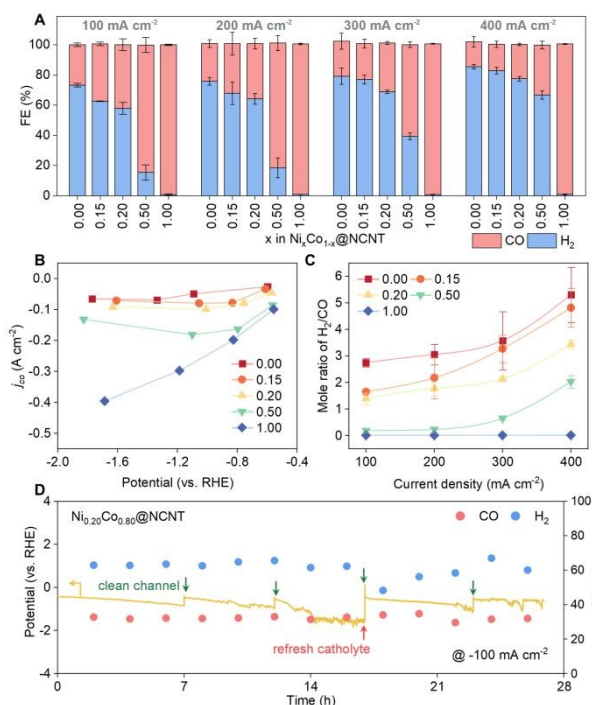 A
100 mA cm⁻² 200 mA cm⁻² 300 mA cm⁻² 400 mA cm⁻²
FE (%)
100
80
60
40
20
0
0.00 0.15 0.20 0.50 1.00 0.00 0.15 0.20 0.50 1.00 0.00 0.15 0.20 0.50 1.00 0.00 0.15 0.20 0.50 1.00
x in NiₓCo₁₋ₓ@NCNT
CO H₂
B
j_co (A cm⁻²)
0.0
-0.1
-0.2
-0.3
-0.4
-0.5
0.00
0.15
0.20
0.50
1.00
-2.0 -1.6 -1.2 -0.8 -0.4
Potential (vs. RHE)
C
Mole ratio of H₂/CO
7
6
5
4
3
2
1
0
0.00 0.15
0.20 0.50
1.00
100 200 300 400
Current density (mA cm⁻²)
D
Potential (vs. RHE)
4
2
0
-2
-4
Ni₀.₂₀Co₀.₈₀@NCNT
CO H₂
clean channel
refresh catholyte
@ -100 mA cm⁻²
100
80
60
40
20
0
0 7 14 21 28
Time (h)